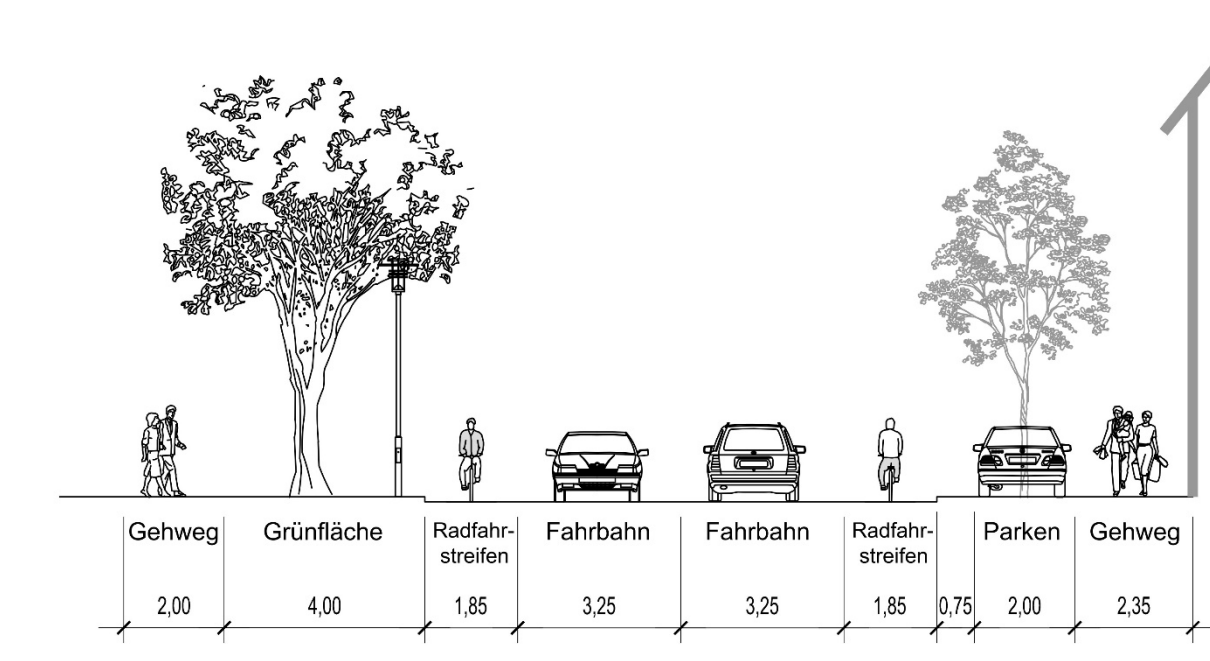 Gehweg Grünfläche Radfahr- Fahrbahn Fahrbahn Radfahr- Parken Gehweg
streifen streifen
2,00 4,00 1,85 3,25 3,25 1,85 0,75 2,00 2,35